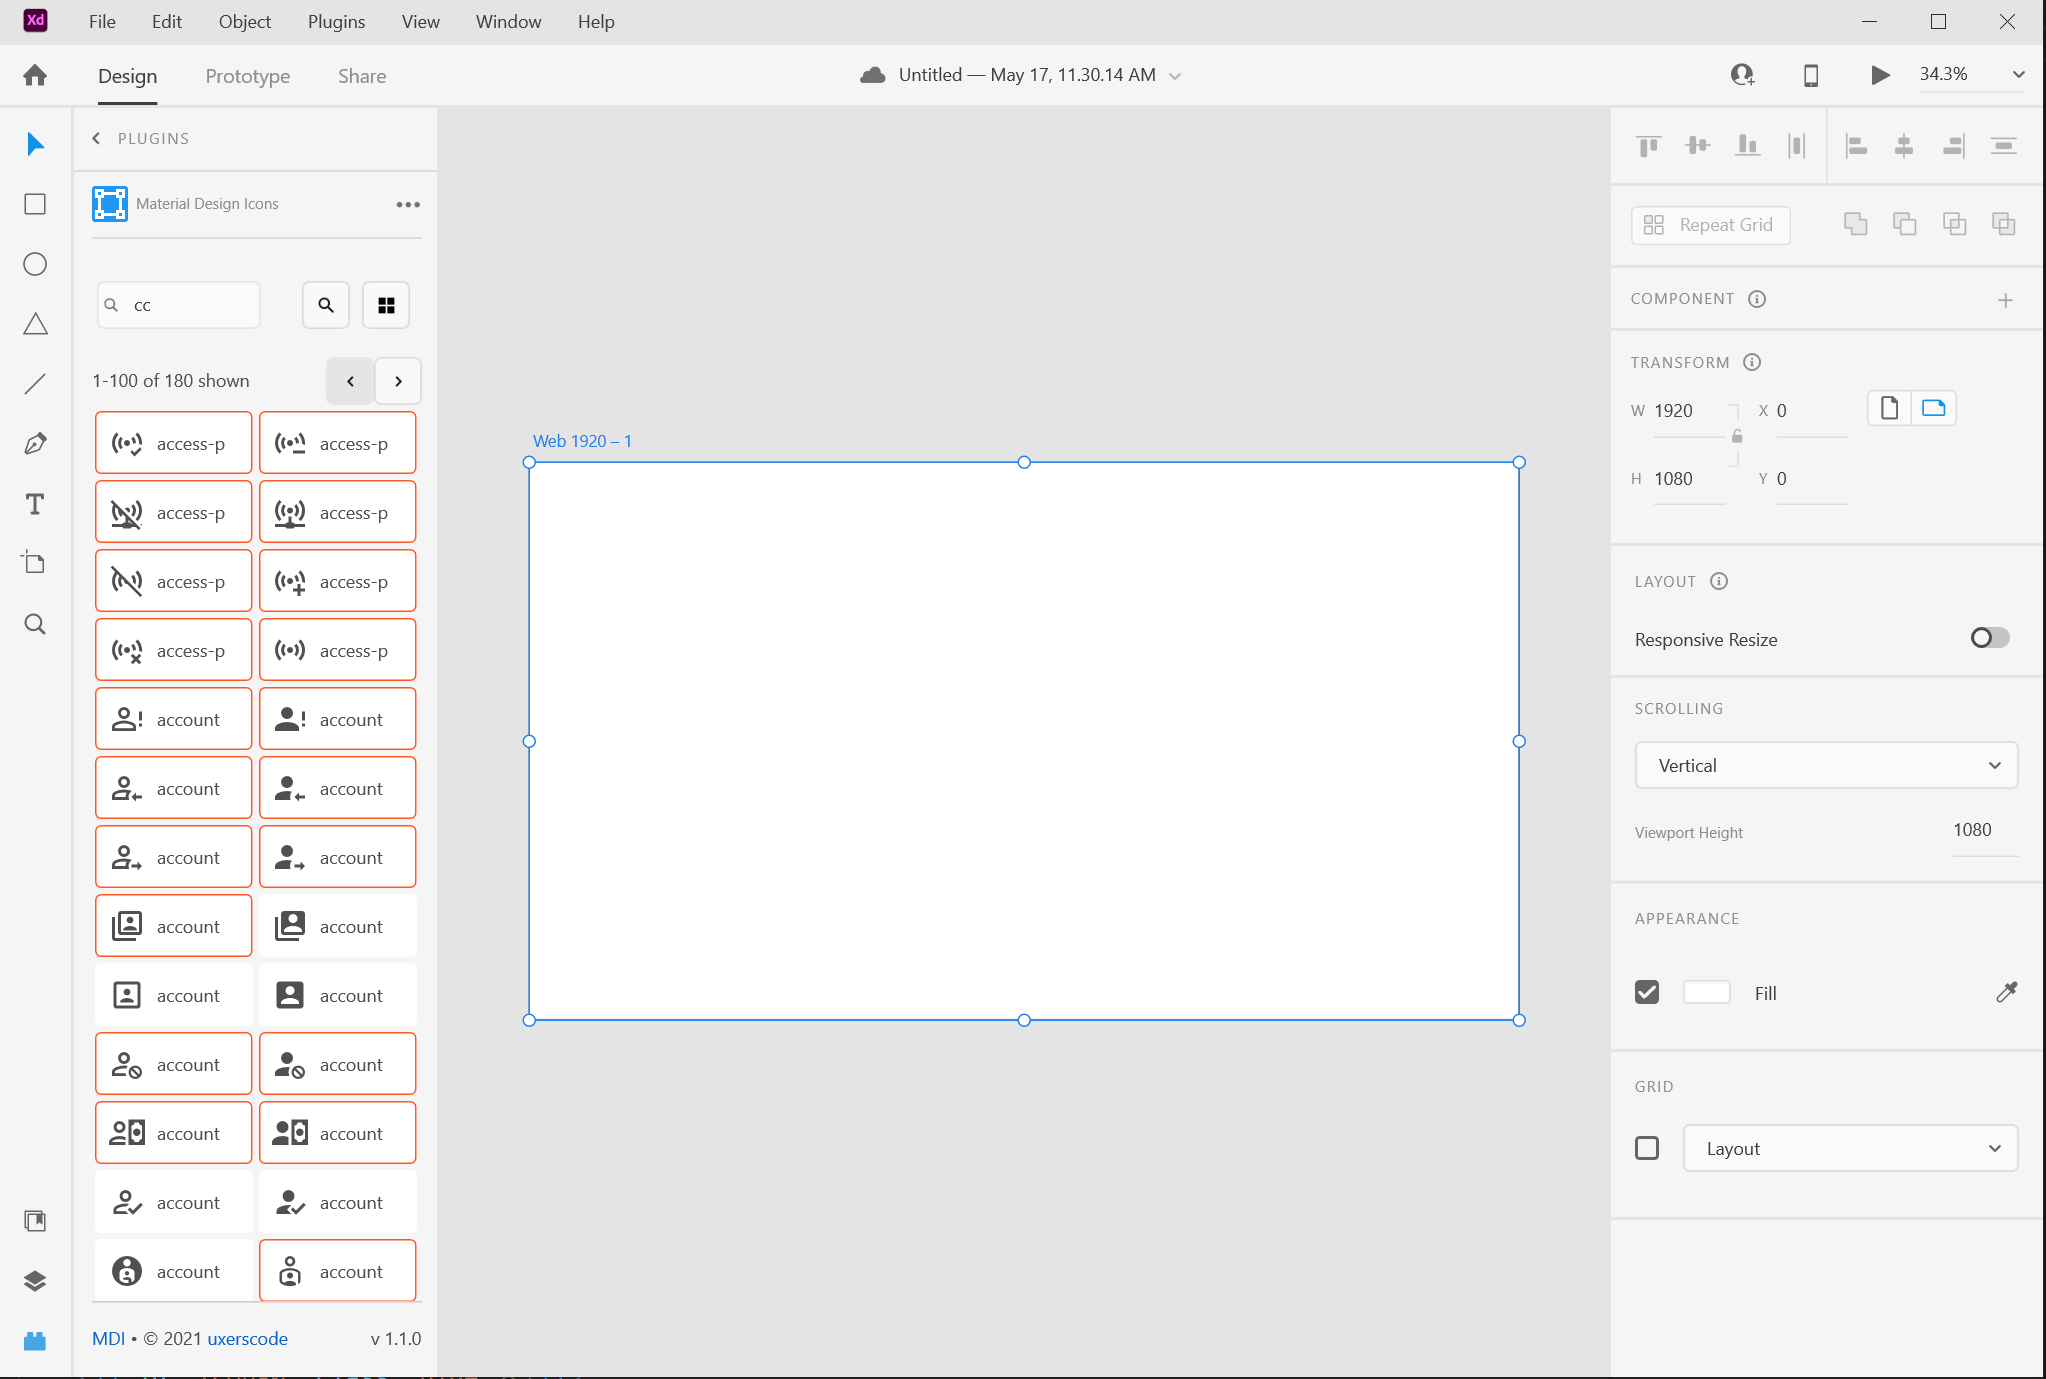 Xd File Edit Object Plugins View Window Help
Design Prototype Share
Untitled — May 17, 11.30.14 AM
34.3%
PLUGINS
Material Design Icons
cc
1-100 of 180 shown
access-p access-p
access-p access-p
access-p access-p
access-p access-p
account account
account account
account account
account account
account account
account account
account account
account account
account account
MDI • © 2021 uxerscode v 1.1.0
Web 1920 – 1
Repeat Grid
COMPONENT
TRANSFORM
W 1920 X 0
H 1080 Y 0
LAYOUT
Responsive Resize
SCROLLING
Vertical
Viewport Height 1080
APPEARANCE
Fill
GRID
Layout